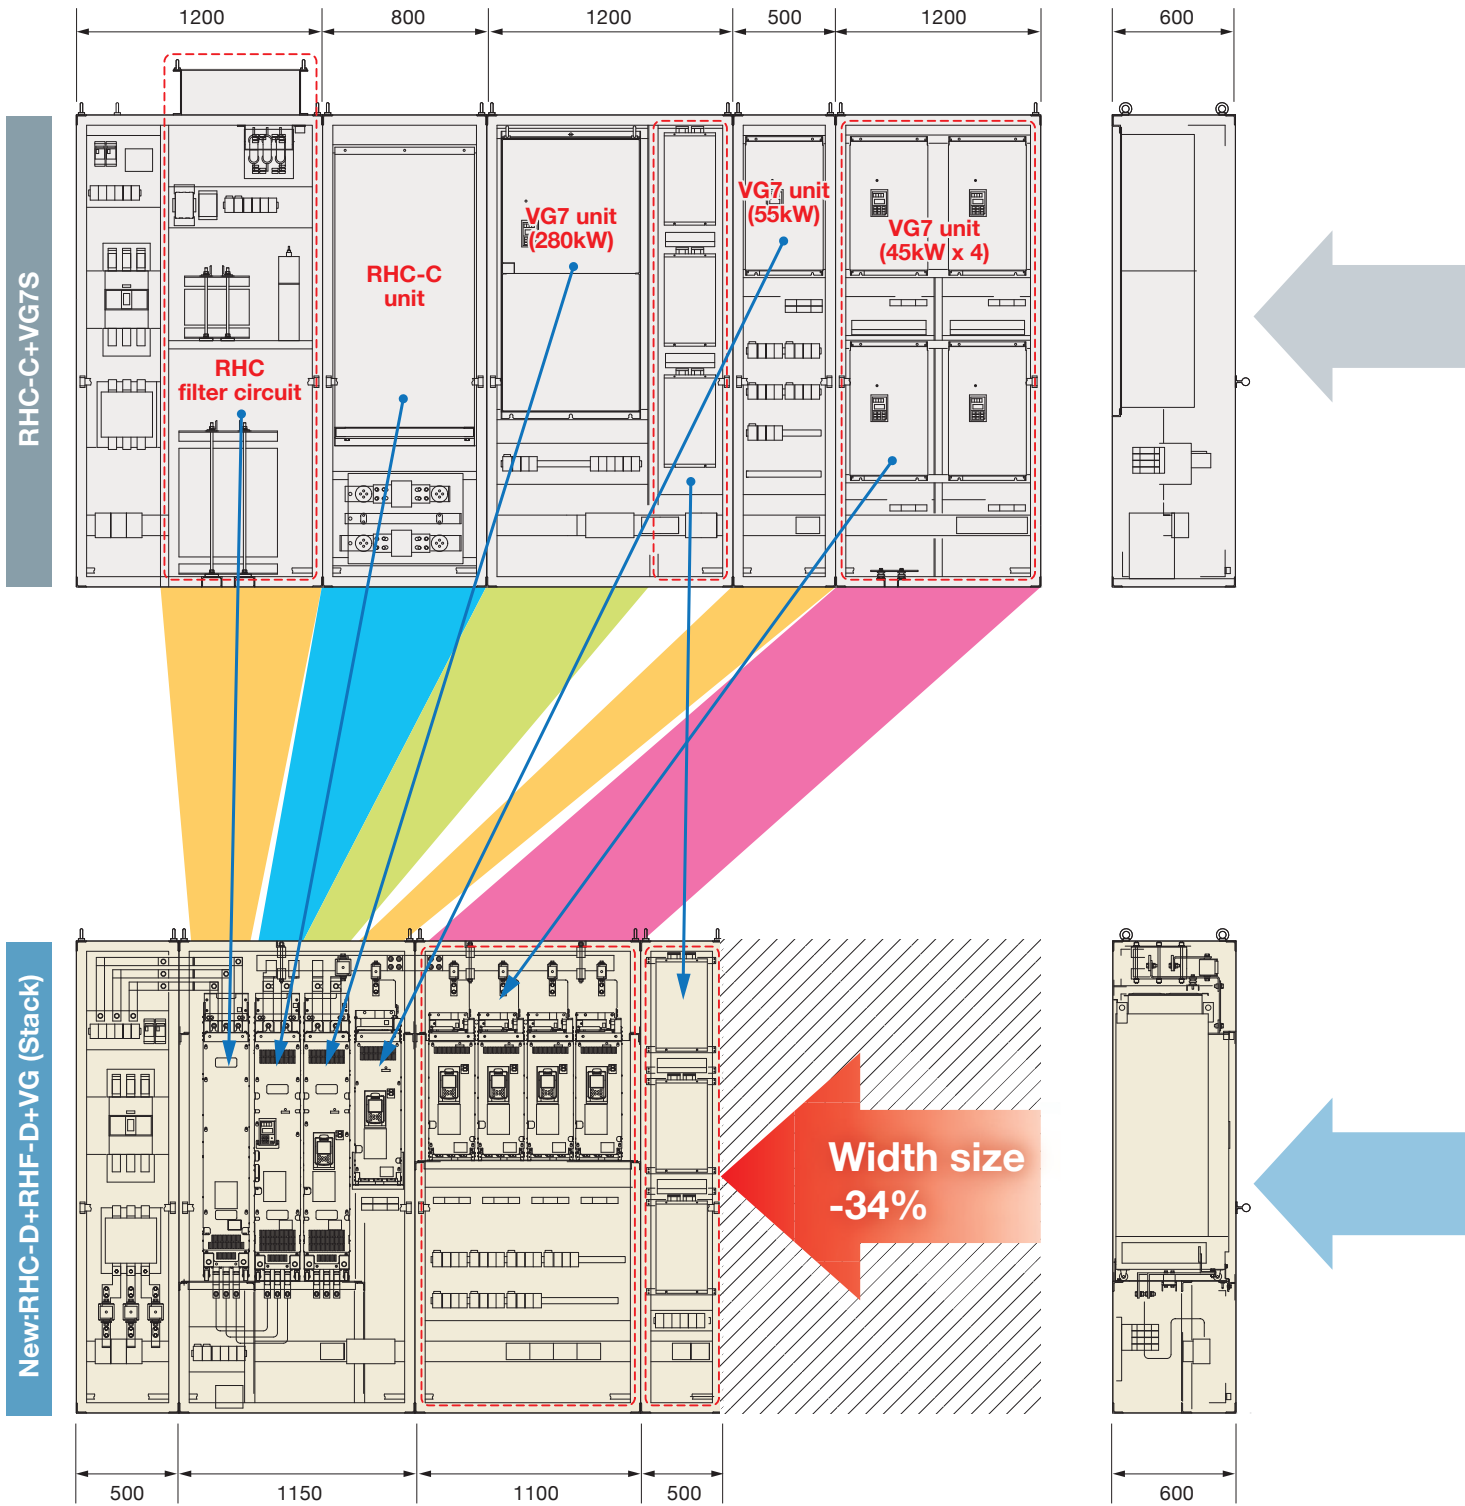 1200
800
1200
500
1200
600
RHC-C+VG7S
VG7 unit
(280kW)
VG7 unit
(55kW)
VG7 unit
(45kW x 4)
RHC-C
unit
RHC
filter circuit
New:RHC-D+RHF-D+VG (Stack)
Width size
-34%
500
1150
1100
500
600